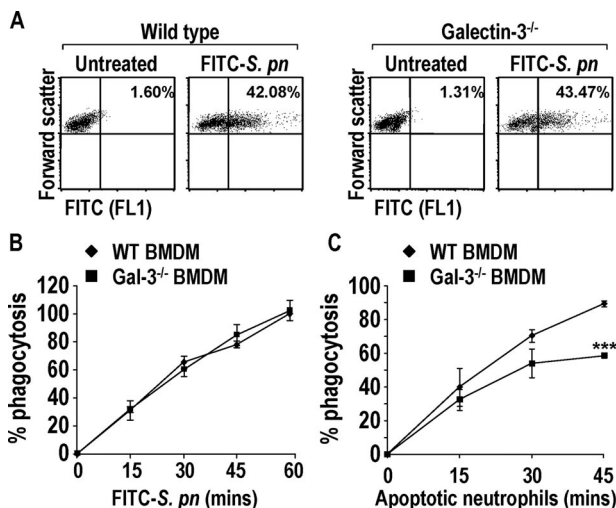 A
Wild type
Galectin-3-/-
Untreated
FITC-S. pn
Untreated
FITC-S. pn
1.60%
42.08%
1.31%
43.47%
Forward scatter
Forward scatter
FITC (FL1)
FITC (FL1)
B
WT BMDM
Gal-3-/- BMDM
% phagocytosis
120
100
80
60
40
20
0
0 15 30 45 60
FITC-S. pn (mins)
C
WT BMDM
Gal-3-/- BMDM
% phagocytosis
100
80
60
40
20
0
***
0 15 30 45
Apoptotic neutrophils (mins)